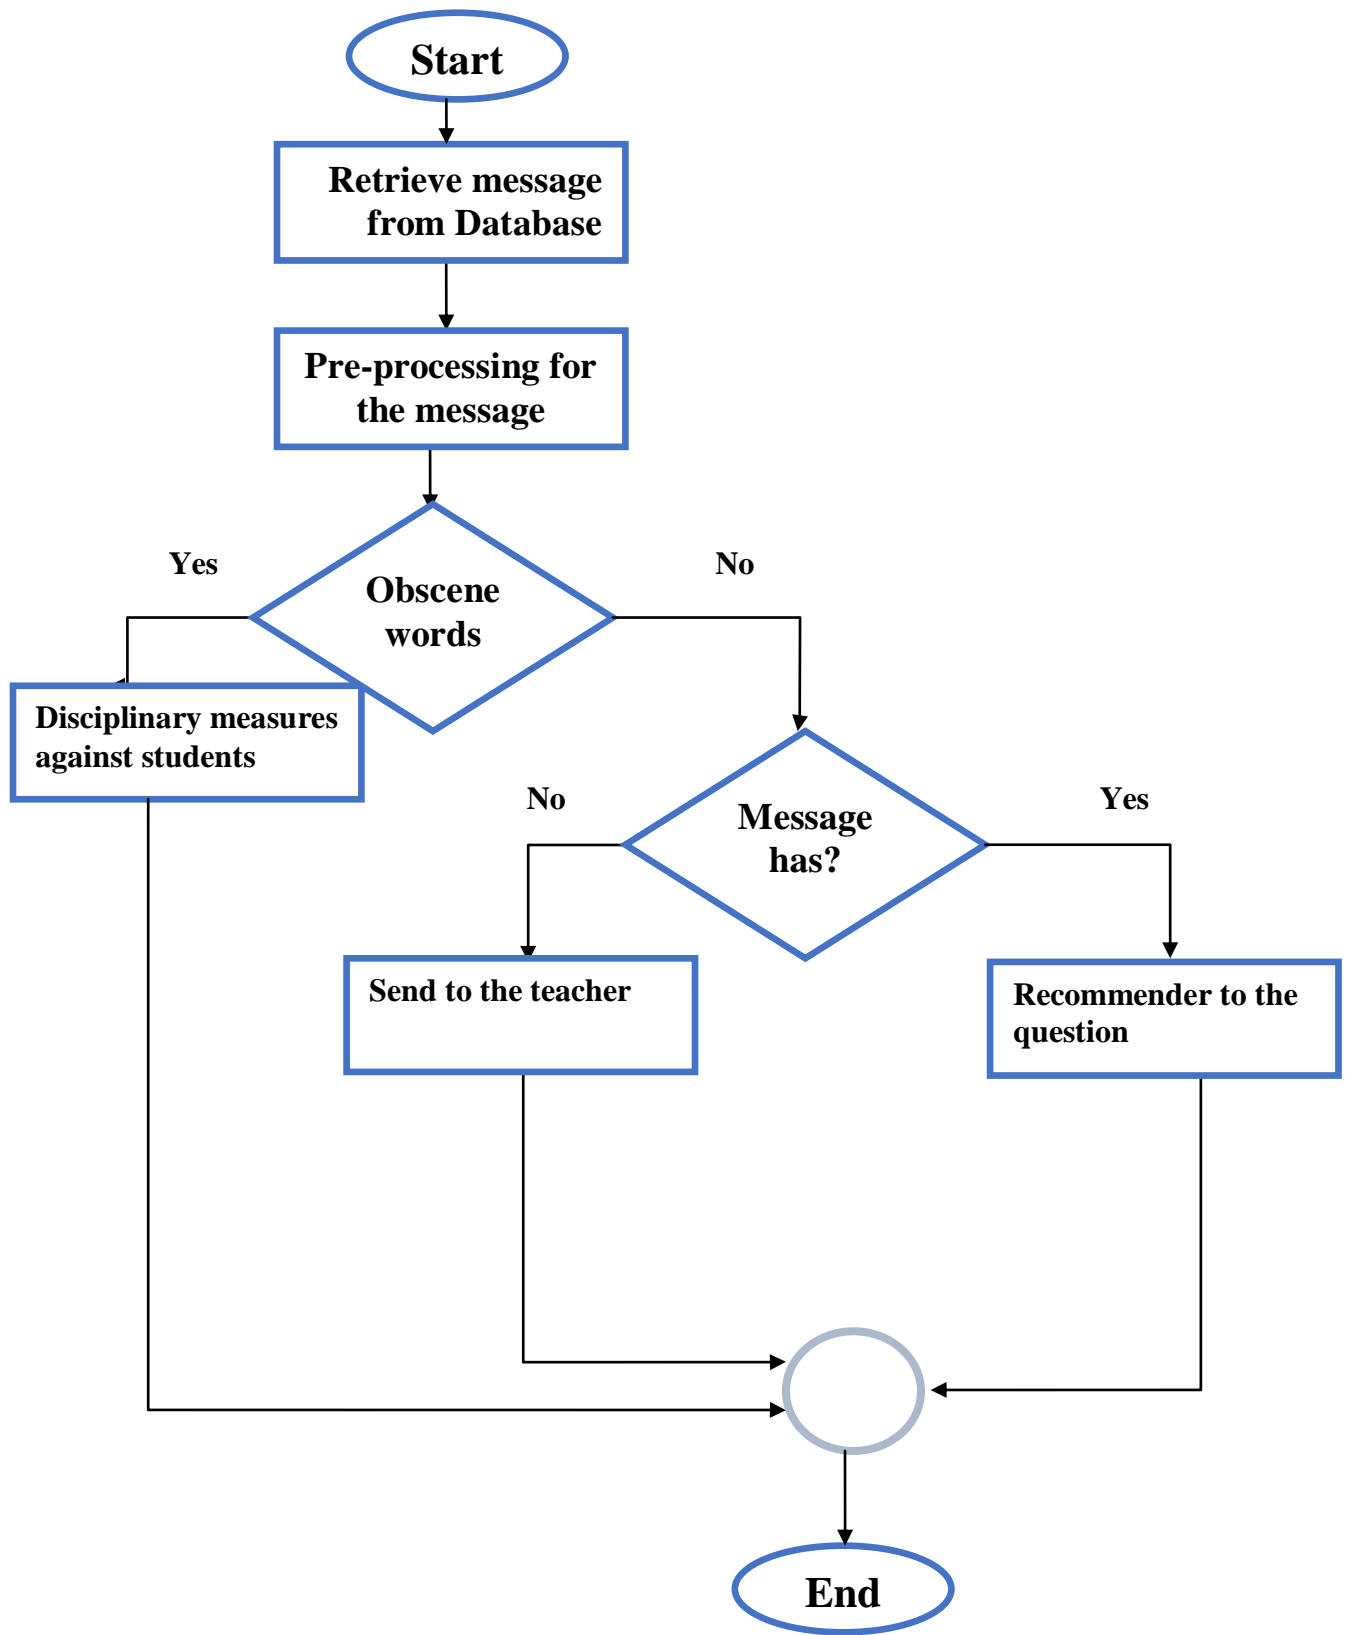 Start
Retrieve message
from Database
Pre-processing for
the message
Yes
No
Obscene
words
Disciplinary measures
against students
No
Yes
Message
has?
Send to the teacher
Recommender to the
question
End